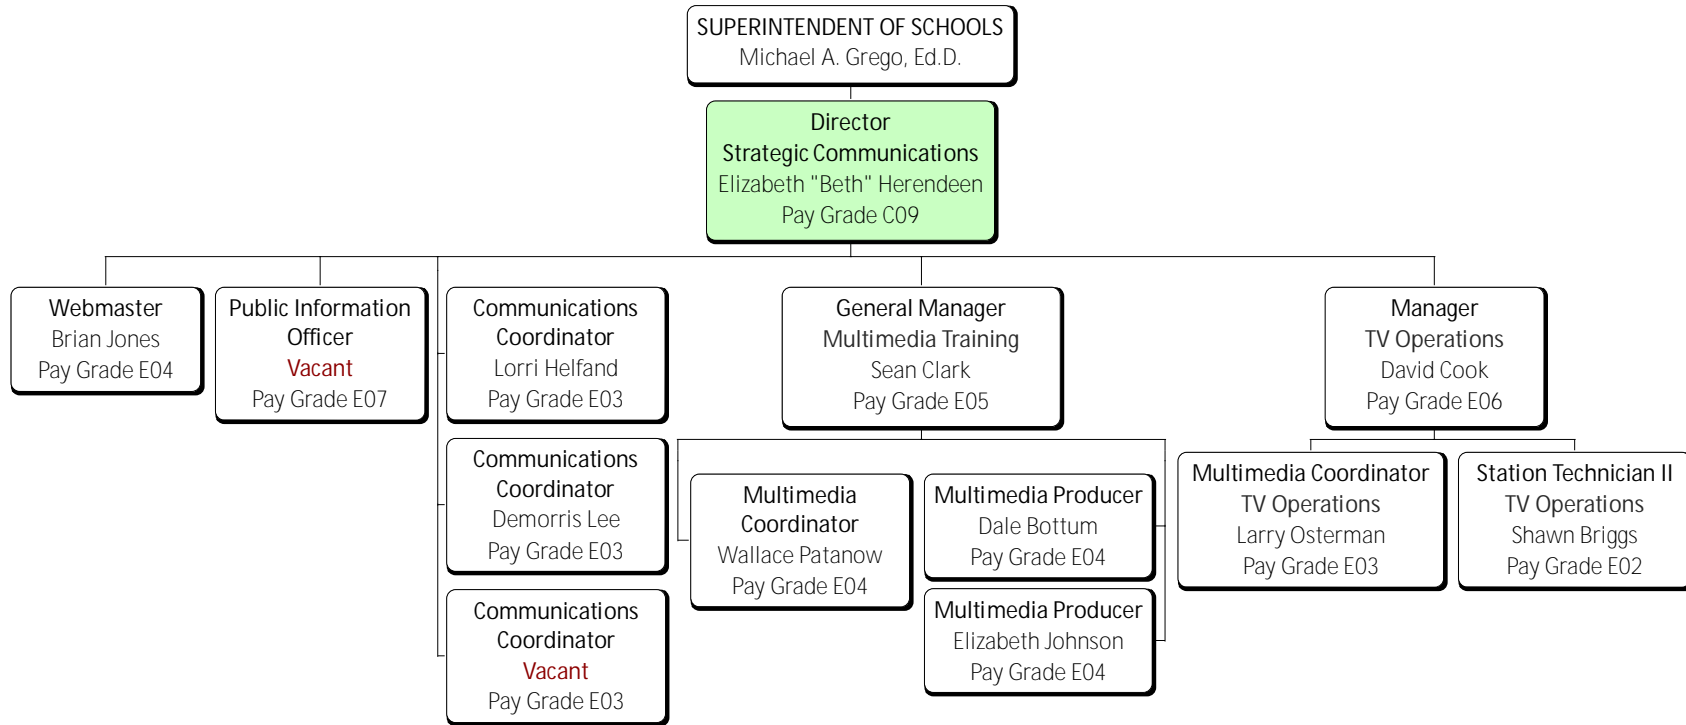 SUPERINTENDENT OF SCHOOLS
Michael A. Grego, Ed.D.
Director
Strategic Communications
Elizabeth "Beth" Herendeen
Pay Grade C09
Webmaster
Brian Jones
Pay Grade E04
Public Information
Officer
Vacant
Pay Grade E07
Communications
Coordinator
Lorri Helfand
Pay Grade E03
Communications
Coordinator
Demorris Lee
Pay Grade E03
Communications
Coordinator
Vacant
Pay Grade E03
General Manager
Multimedia Training
Sean Clark
Pay Grade E05
Multimedia
Coordinator
Wallace Patanow
Pay Grade E04
Multimedia Producer
Dale Bottum
Pay Grade E04
Multimedia Producer
Elizabeth Johnson
Pay Grade E04
Manager
TV Operations
David Cook
Pay Grade E06
Multimedia Coordinator
TV Operations
Larry Osterman
Pay Grade E03
Station Technician II
TV Operations
Shawn Briggs
Pay Grade E02